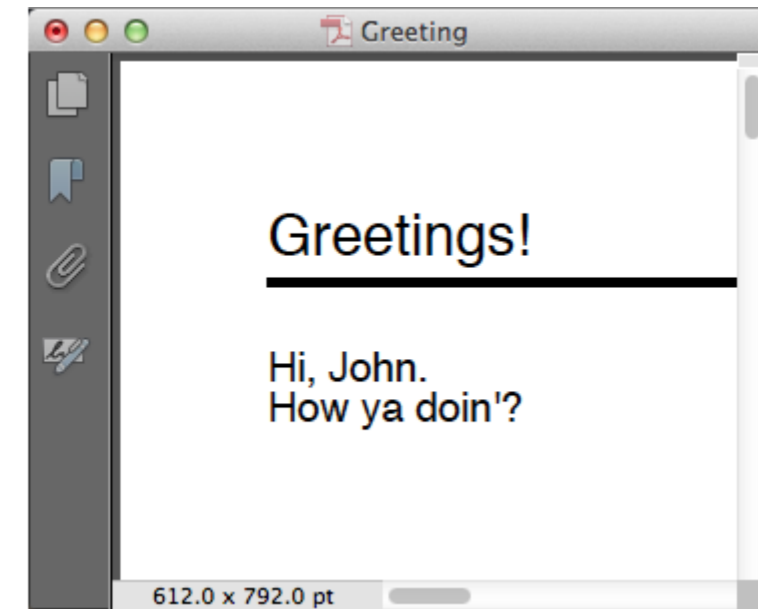 Greeting
Greetings!
Hi, John.
How ya doin'?
612.0 x 792.0 pt